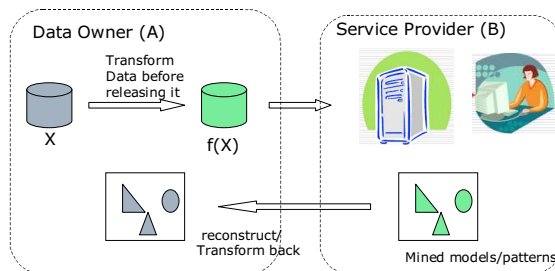 Data Owner (A)
Service Provider (B)
Transform
Data before
releasing it
X
f(X)
reconstruct/
Transform back
Mined models/patterns